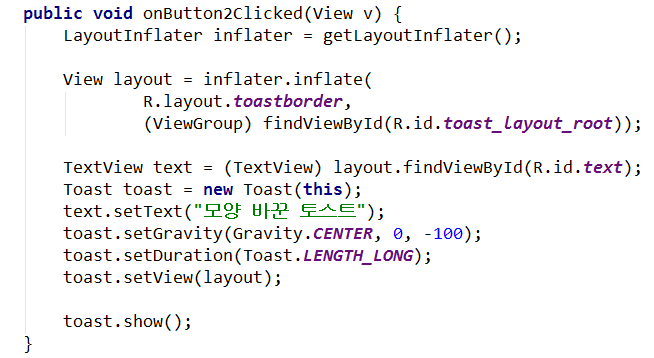 public void onButton2Clicked(View v) {
    LayoutInflater inflater = getLayoutInflater();

    View layout = inflater.inflate(
            R.layout.toastborder,
            (ViewGroup) findViewById(R.id.toast_layout_root));

    TextView text = (TextView) layout.findViewById(R.id.text);
    Toast toast = new Toast(this);
    text.setText("모양 바꾼 토스트");
    toast.setGravity(Gravity.CENTER, 0, -100);
    toast.setDuration(Toast.LENGTH_LONG);
    toast.setView(layout);

    toast.show();
}